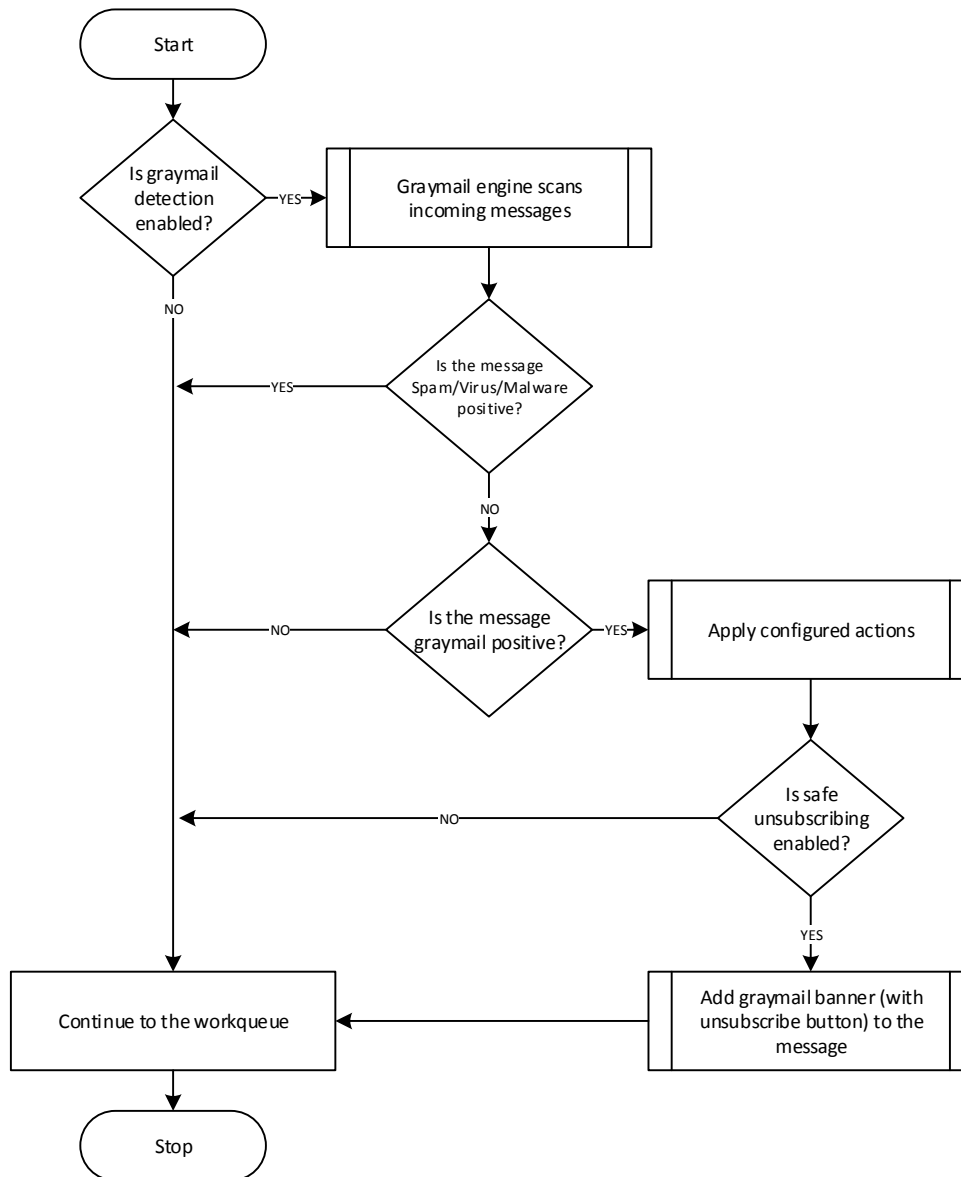 Start
Is graymail
detection
enabled?
YES
Graymail engine scans
incoming messages
NO
Is the message
Spam/Virus/Malware
positive?
YES
NO
Is the message
graymail positive?
NO
YES
Apply configured actions
Is safe
unsubscribing
enabled?
NO
YES
Add graymail banner (with
unsubscribe button) to the
message
Continue to the workqueue
Stop